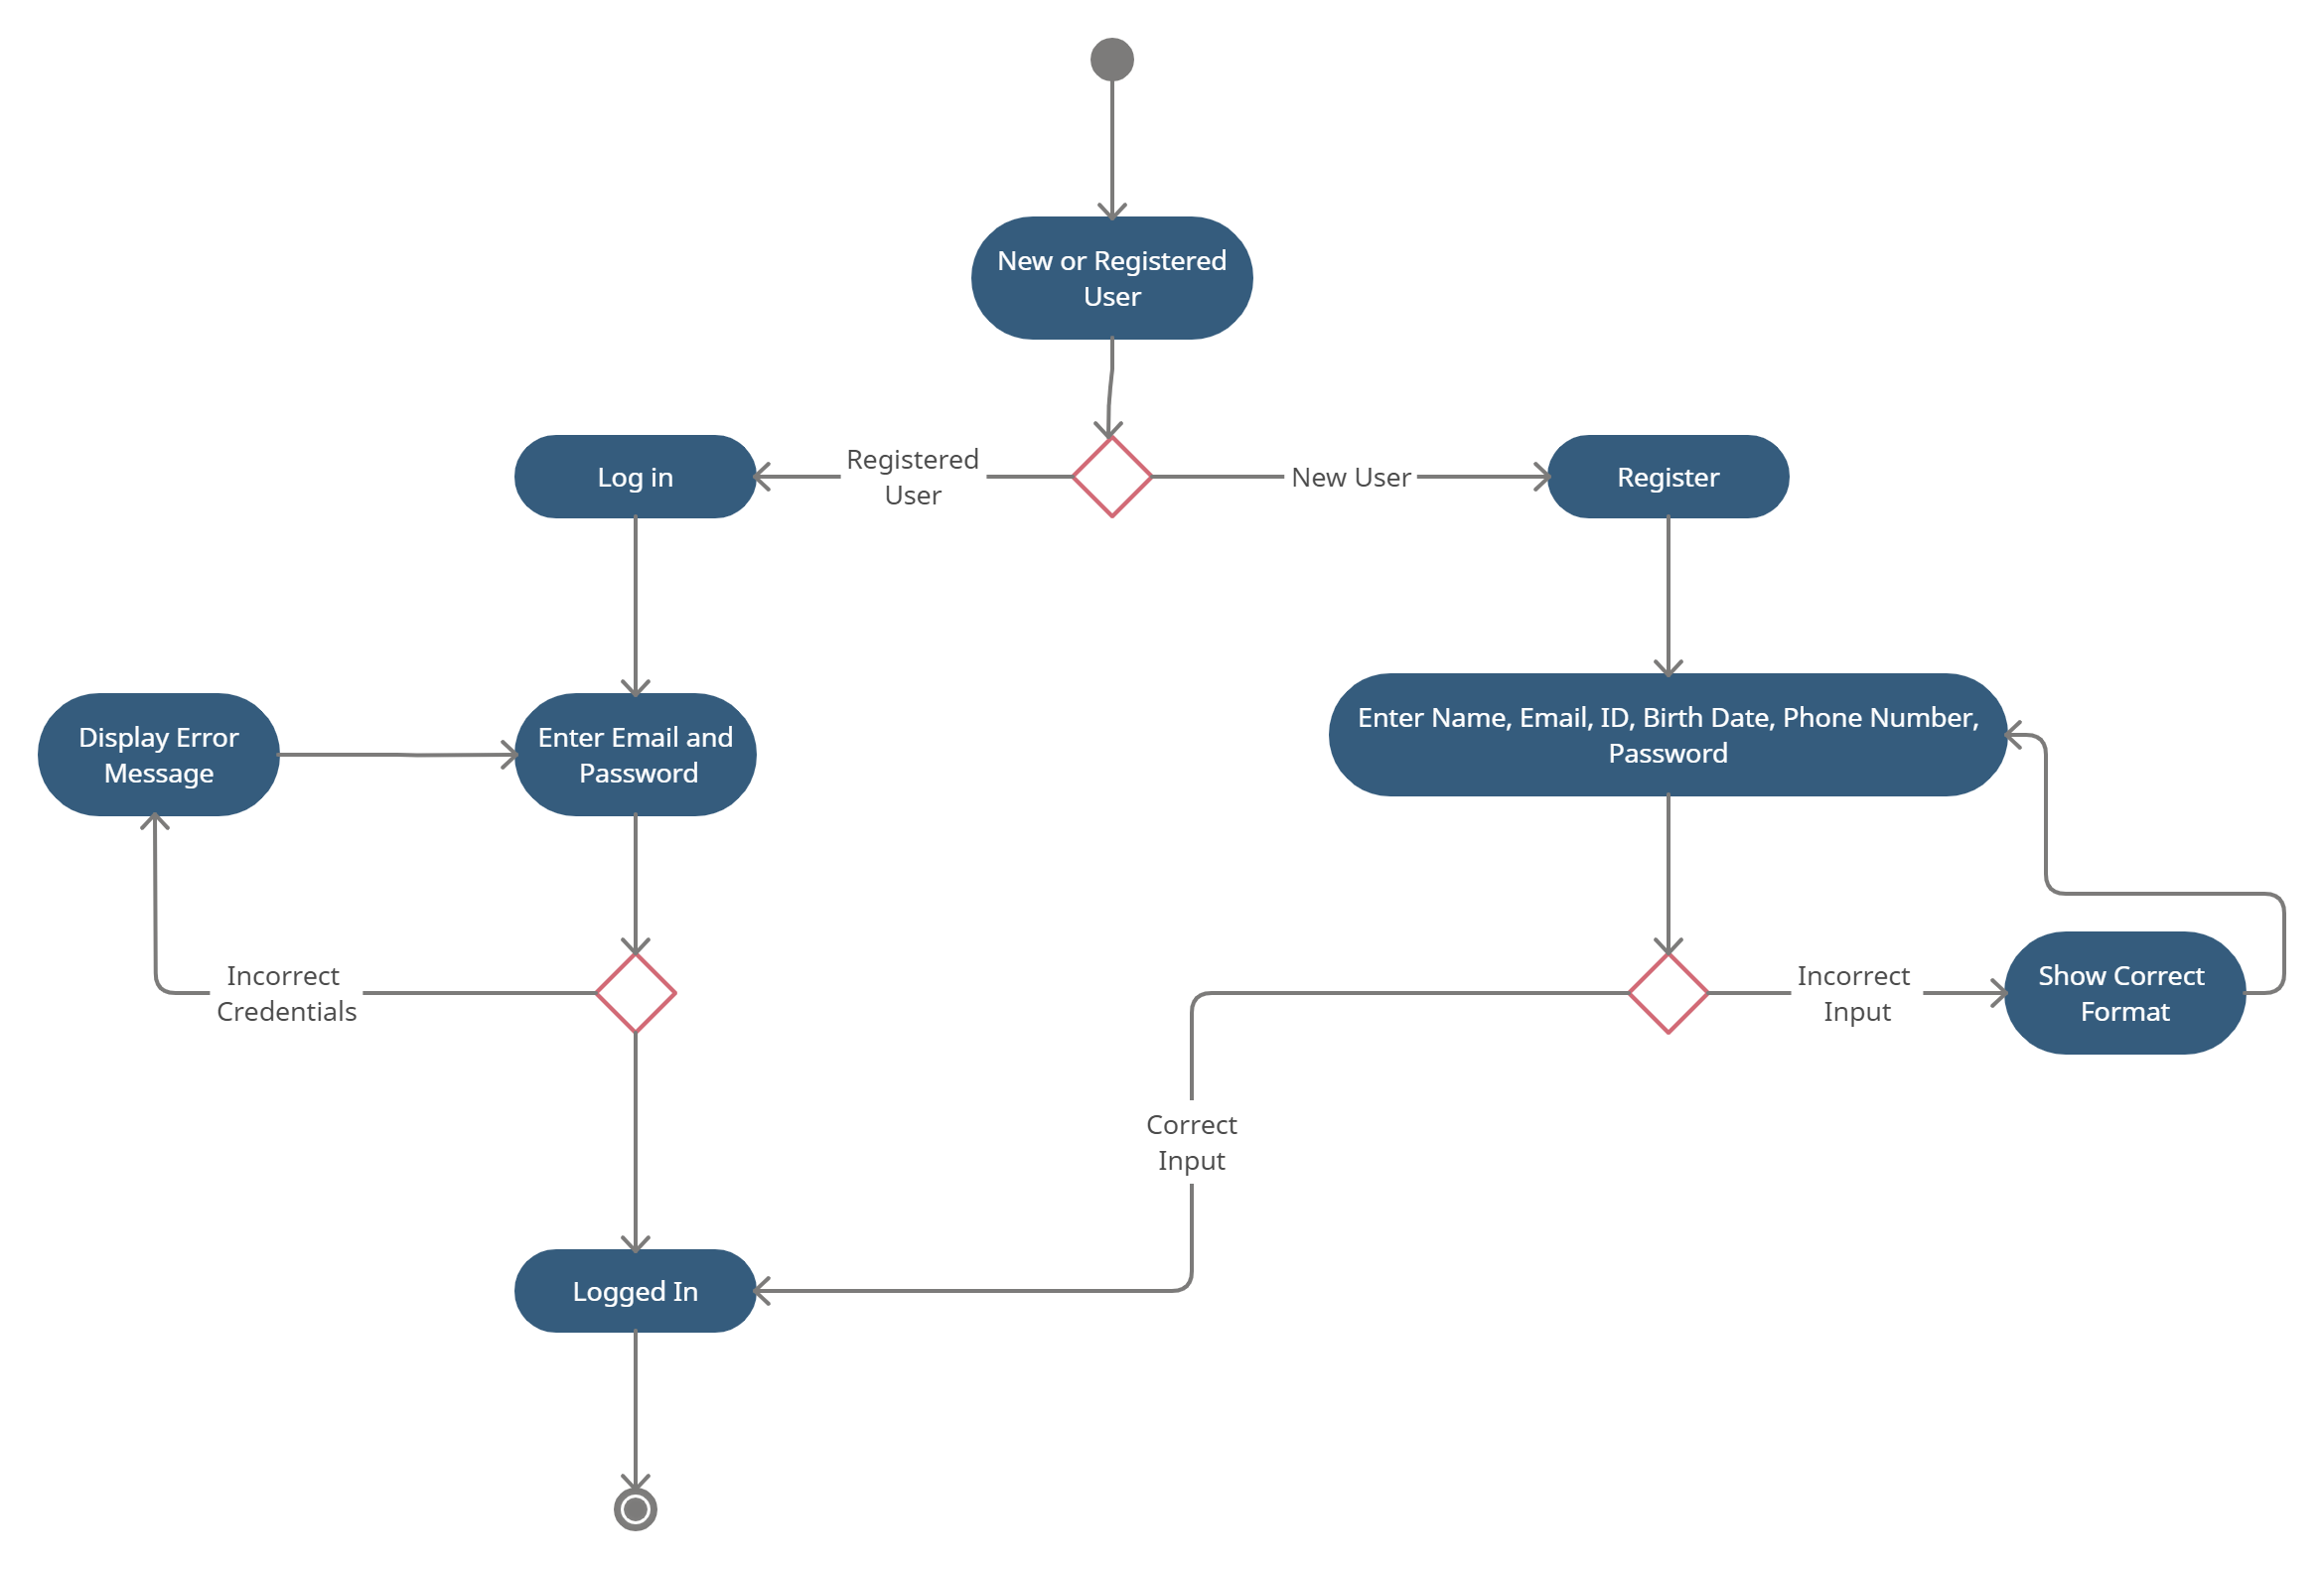 New or Registered
User
Log in
Registered
User
New User
Register
Display Error
Message
Enter Email and
Password
Enter Name, Email, ID, Birth Date, Phone Number,
Password
Incorrect
Credentials
Incorrect
Input
Show Correct
Format
Correct
Input
Logged In